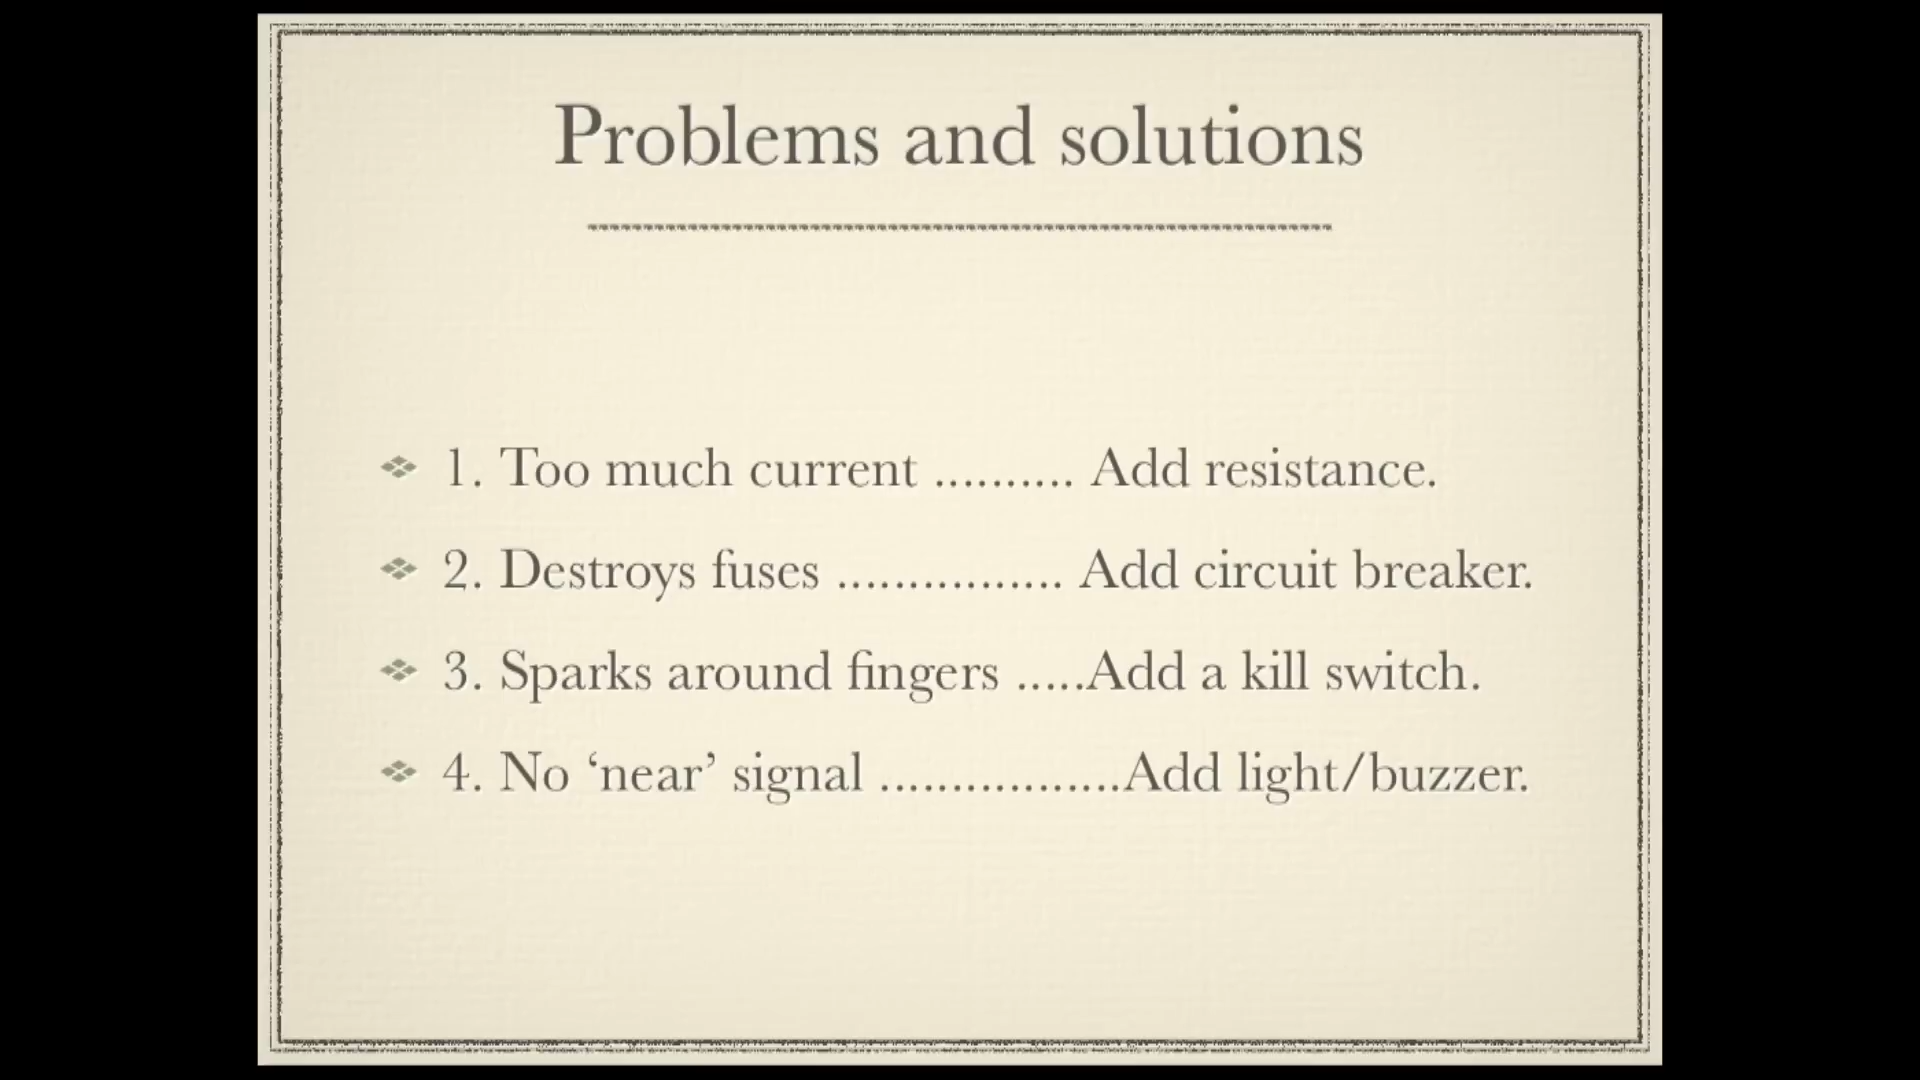 Problems and solutions
1. Too much current .......... Add resistance.
2. Destroys fuses ................ Add circuit breaker.
3. Sparks around fingers .....Add a kill switch.
4. No ‘near’ signal .................Add light/buzzer.